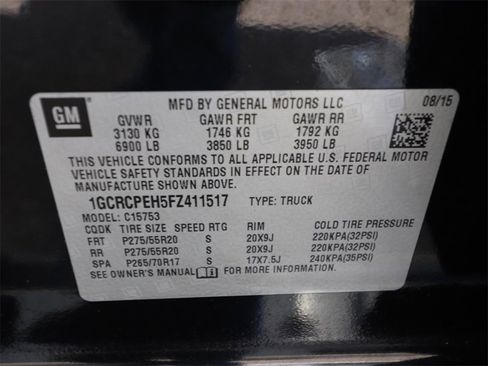 GM MFD BY GENERAL MOTORS LLC 08/15
GVWR GAWR FRT GAWR RR
3130 KG 1746 KG 1792 KG
6900 LB 3850 LB 3950 LB
THIS VEHICLE CONFORMS TO ALL APPLICABLE U.S. FEDERAL MOTOR
VEHICLE SAFETY STANDARDS IN EFFECT ON THE DATE OF
MANUFACTURE SHOWN ABOVE.
1GCRCPEH5FZ411517 TYPE: TRUCK
MODEL: C15753
CQDK TIRE SIZE SPEED RTG RIM COLD TIRE PRESSURE
FRT P275/55R20 S 20X9J 220KPA(32PSI)
RR P275/55R20 S 20X9J 220KPA(32PSI)
SPA P265/70R17 S 17X7.5J 240KPA(35PSI)
SEE OWNER'S MANUAL FOR MORE INFORMATION.